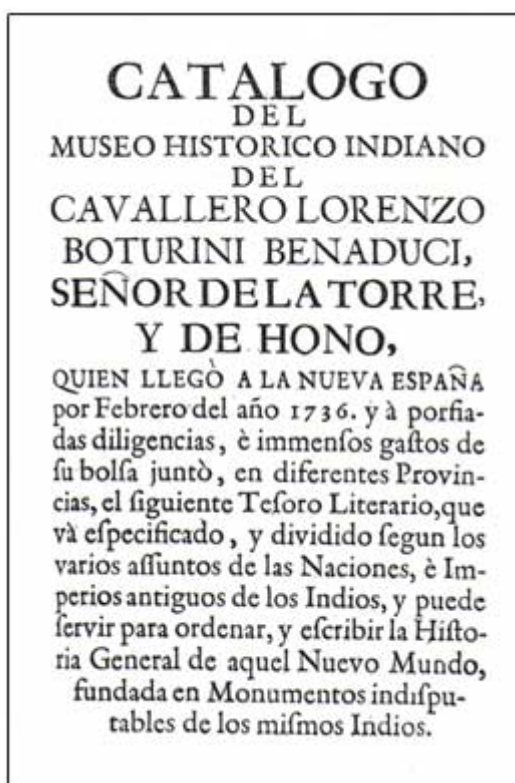 CATALOGO
DEL
MUSEO HISTORICO INDIANO
DEL
CAVALLERO LORENZO
BOTURINI BENADUCI,
SEÑOR DE LA TORRE,
Y DE HONO,
QUIEN LLEGÒ A LA NUEVA ESPAÑA
por Febrero del año 1736. y à porfia-
das diligencias, è immenſos gaſtos de
ſu bolſa juntò, en diferentes Provin-
cias, el ſiguiente Teſoro Literario, que
và eſpecificado, y dividido ſegun los
varios aſſuntos de las Naciones, è Im-
perios antiguos de los Indios, y puede
ſervir para ordenar, y eſcribir la Hiſto-
ria General de aquel Nuevo Mundo,
fundada en Monumentos indiſpu-
tables de los miſmos Indios.